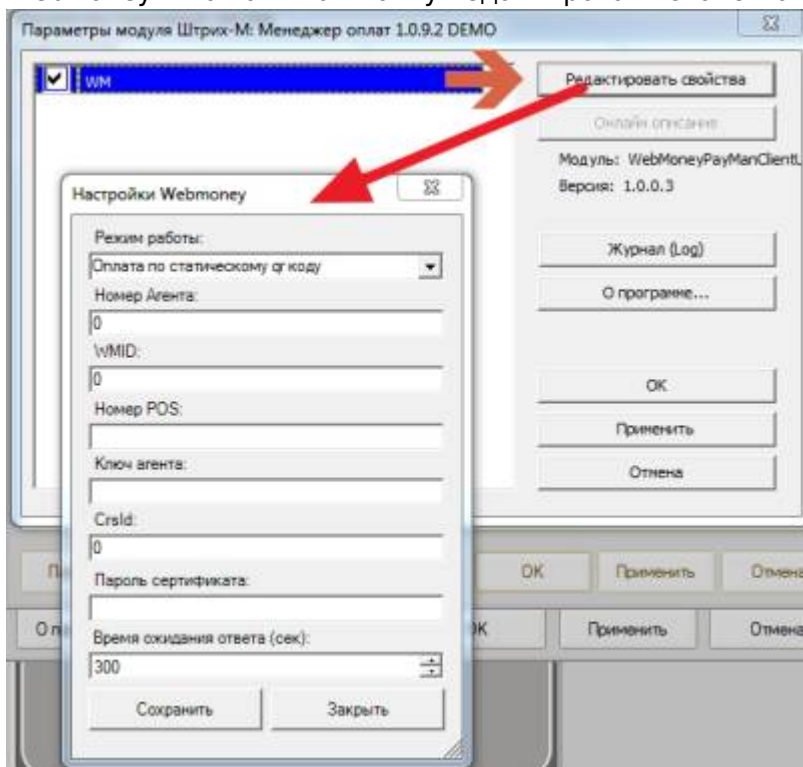 Параметры модуля Штрих-М: Менеджер оплат 1.0.9.2 DEMO
WM
Редактировать свойства
Онлайн описание
Модуль: WebMoneyPayManClientL
Версия: 1.0.0.3
Журнал (Log)
О программе...
OK
Применить
Отмена
Настройки Webmoney
Режим работы:
Оплата по статическому qr коду
Номер Агента:
0
WMID:
0
Номер POS:
Ключ агента:
CrsId:
0
Пароль сертификата:
Время ожидания ответа (сек):
300
Сохранить
Закрыть
OK
Применить
Отмена
Применить
Отмена